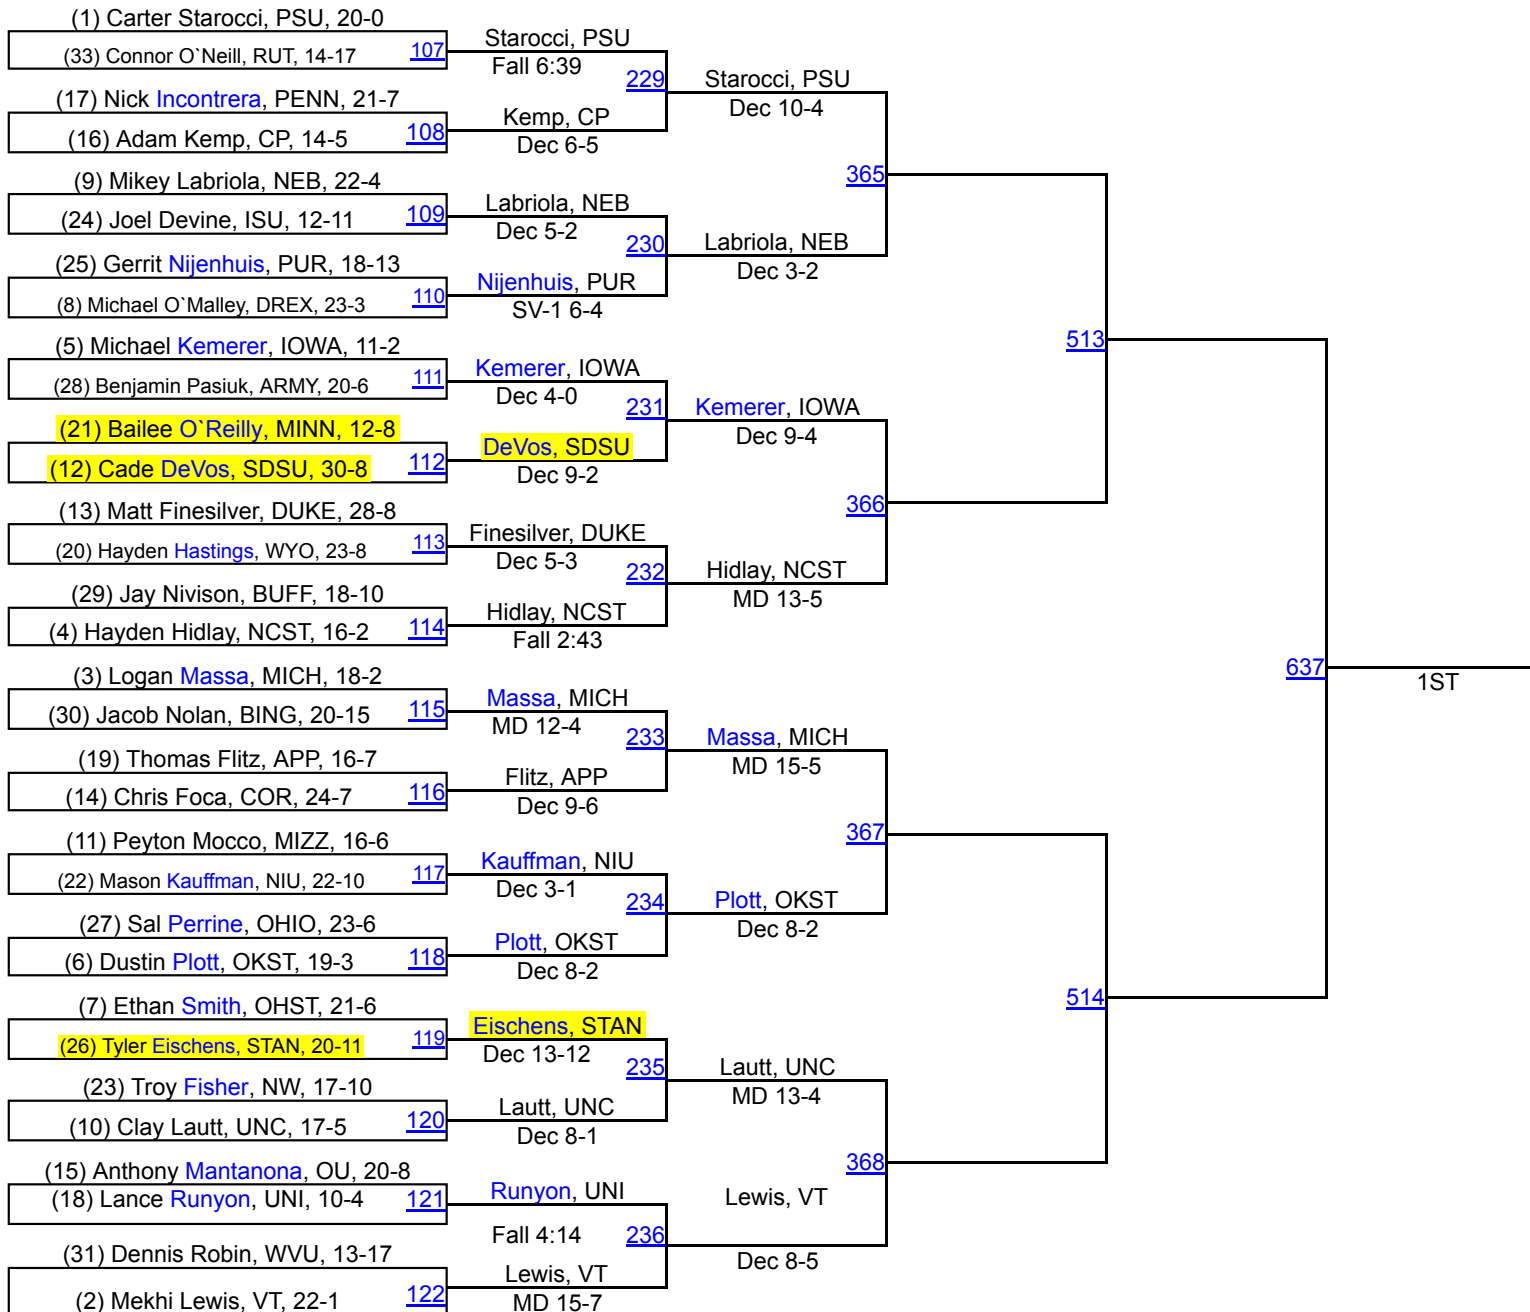 (1) Carter Starocci, PSU, 20-0
(33) Connor O`Neill, RUT, 14-17
107
(17) Nick Incontrera, PENN, 21-7
(16) Adam Kemp, CP, 14-5
108
(9) Mikey Labriola, NEB, 22-4
(24) Joel Devine, ISU, 12-11
109
(25) Gerrit Nijenhuis, PUR, 18-13
(8) Michael O`Malley, DREX, 23-3
110
(5) Michael Kemerer, IOWA, 11-2
(28) Benjamin Pasiuk, ARMY, 20-6
111
(21) Bailee O`Reilly, MINN, 12-8
(12) Cade DeVos, SDSU, 30-8
112
(13) Matt Finesilver, DUKE, 28-8
(20) Hayden Hastings, WYO, 23-8
113
(29) Jay Nivison, BUFF, 18-10
(4) Hayden Hidlay, NCST, 16-2
114
(3) Logan Massa, MICH, 18-2
(30) Jacob Nolan, BING, 20-15
115
(19) Thomas Flitz, APP, 16-7
(14) Chris Foca, COR, 24-7
116
(11) Peyton Mocco, MIZZ, 16-6
(22) Mason Kauffman, NIU, 22-10
117
(27) Sal Perrine, OHIO, 23-6
(6) Dustin Plott, OKST, 19-3
118
(7) Ethan Smith, OHST, 21-6
(26) Tyler Eischens, STAN, 20-11
119
(23) Troy Fisher, NW, 17-10
(10) Clay Lautt, UNC, 17-5
120
(15) Anthony Mantanona, OU, 20-8
(18) Lance Runyon, UNI, 10-4
121
(31) Dennis Robin, WVU, 13-17
(2) Mekhi Lewis, VT, 22-1
122
Starocci, PSU
Fall 6:39
229
Kemp, CP
Dec 6-5
Labriola, NEB
Dec 5-2
230
Nijenhuis, PUR
SV-1 6-4
Kemerer, IOWA
Dec 4-0
231
DeVos, SDSU
Dec 9-2
Finesilver, DUKE
Dec 5-3
232
Hidlay, NCST
Fall 2:43
Massa, MICH
MD 12-4
233
Flitz, APP
Dec 9-6
Kauffman, NIU
Dec 3-1
234
Plott, OKST
Dec 8-2
Eischens, STAN
Dec 13-12
235
Lautt, UNC
Dec 8-1
Runyon, UNI
Fall 4:14
236
Lewis, VT
MD 15-7
Starocci, PSU
Dec 10-4
365
Labriola, NEB
Dec 3-2
Kemerer, IOWA
Dec 9-4
366
Hidlay, NCST
MD 13-5
Massa, MICH
MD 15-5
367
Plott, OKST
Dec 8-2
Lautt, UNC
MD 13-4
368
Lewis, VT
Dec 8-5
513
514
637
1ST